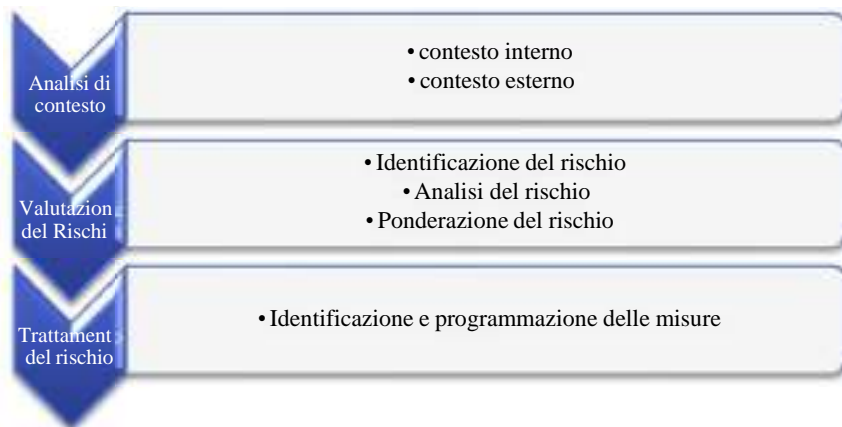 Analisi di
contesto
• contesto interno
• contesto esterno
Valutazion
del Rischi
• Identificazione del rischio
• Analisi del rischio
• Ponderazione del rischio
Trattament
del rischio
• Identificazione e programmazione delle misure